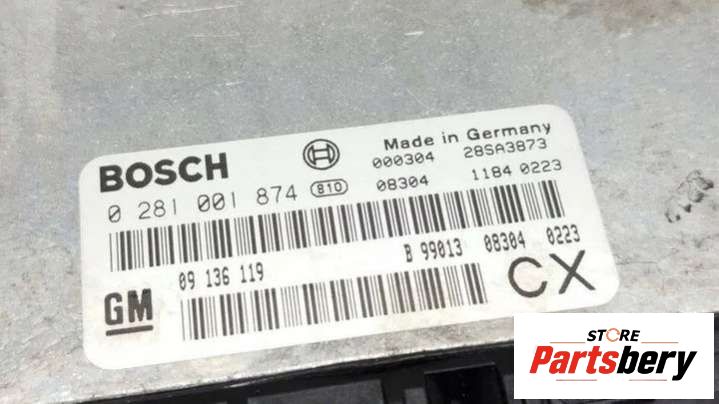 BOSCH
Made in Germany
000304 28SA3873
0 281 001 874 810 08304 1184 0223
09 136 119 B 99013 08304 0223
GM
CX
STORE
Partsbery